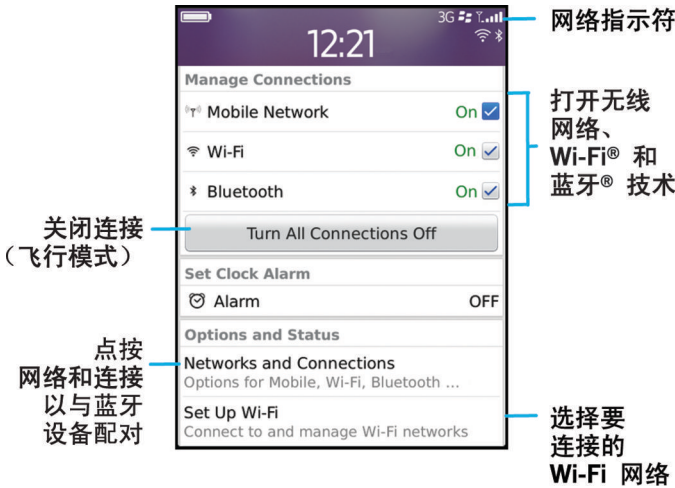 3G
网络指示符
12:21
Manage Connections
Mobile Network On
Wi-Fi On
Bluetooth On
打开无线
网络、
Wi-Fi® 和
蓝牙® 技术
关闭连接
（飞行模式）
Turn All Connections Off
Set Clock Alarm
Alarm OFF
Options and Status
点按
网络和连接
以与蓝牙
设备配对
Networks and Connections
Options for Mobile, Wi-Fi, Bluetooth ...
Set Up Wi-Fi
Connect to and manage Wi-Fi networks
选择要
连接的
Wi-Fi 网络